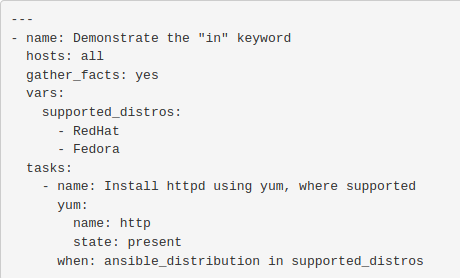 ---
- name: Demonstrate the "in" keyword
  hosts: all
  gather_facts: yes
  vars:
    supported_distros:
      - RedHat
      - Fedora
  tasks:
    - name: Install httpd using yum, where supported
      yum:
        name: http
        state: present
      when: ansible_distribution in supported_distros